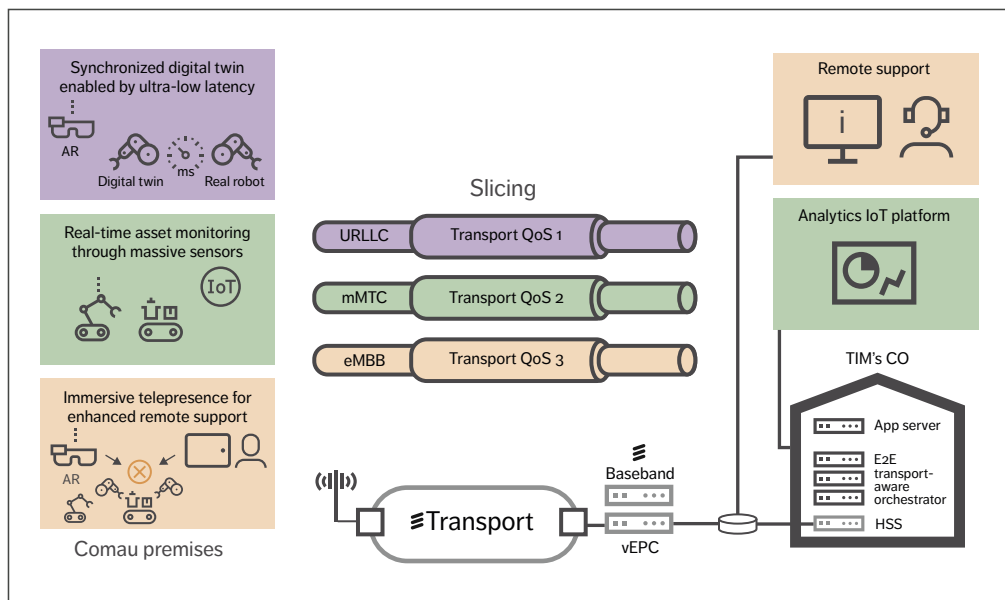 Synchronized digital twin
enabled by ultra-low latency
AR
ms
Digital twin
Real robot
Real-time asset monitoring
through massive sensors
IoT
Immersive telepresence for
enhanced remote support
AR
Comau premises
Slicing
URLLC
Transport QoS 1
mMTC
Transport QoS 2
eMBB
Transport QoS 3
Baseband
Transport
vEPC
Remote support
i
Analytics IoT platform
TIM's CO
App server
E2E
transport-
aware
orchestrator
HSS